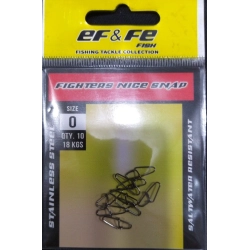 EF & FE
FISH
FISHING TACKLE COLLECTION
FIGHTERS NICE SNAP
SIZE
0
QTY. 10
18 KGS
STAINLESS STEEL
SALTWATER RESISTANT